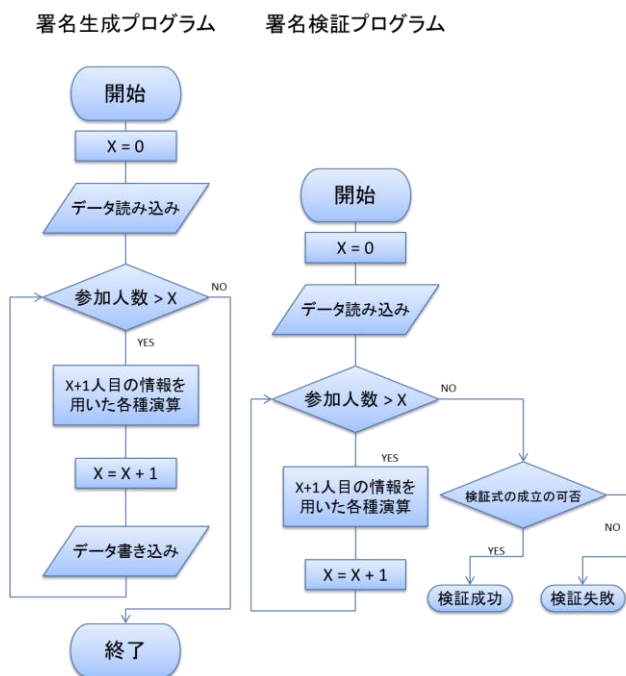 署名生成プログラム
開始
X = 0
データ読み込み
参加人数 > X
NO
YES
X+1人目の情報を
用いた各種演算
X = X + 1
データ書き込み
終了
署名検証プログラム
開始
X = 0
データ読み込み
参加人数 > X
NO
YES
X+1人目の情報を
用いた各種演算
X = X + 1
検証式の成立の可否
YES
NO
検証成功
検証失敗